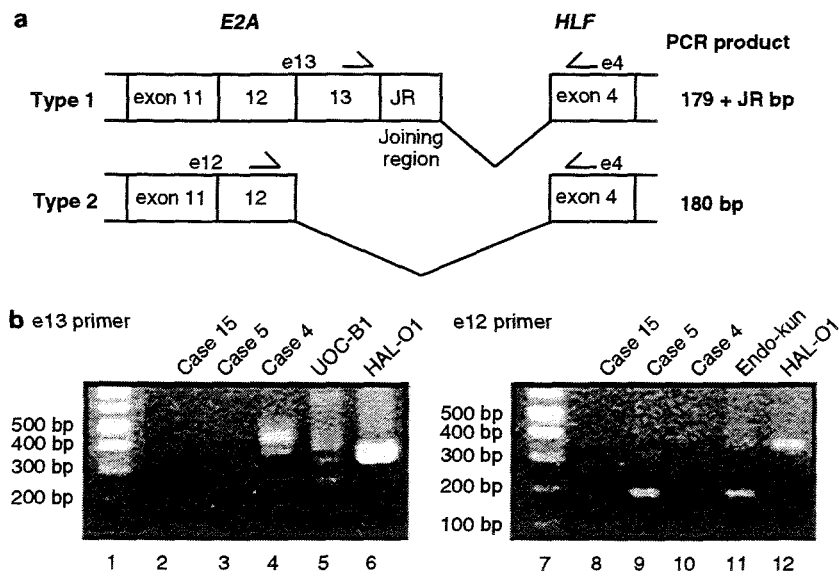 a
E2A HLF
PCR product
e13 e4
Type 1 exon 11 12 13 JR exon 4 179 + JR bp
Joining
region
e12 e4
Type 2 exon 11 12 exon 4 180 bp
b e13 primer
Case 15
Case 5
Case 4
UOC-B1
HAL-O1
500 bp
400 bp
300 bp
200 bp
1 2 3 4 5 6
e12 primer
Case 15
Case 5
Case 4
Endo-kun
HAL-O1
500 bp
400 bp
300 bp
200 bp
100 bp
7 8 9 10 11 12